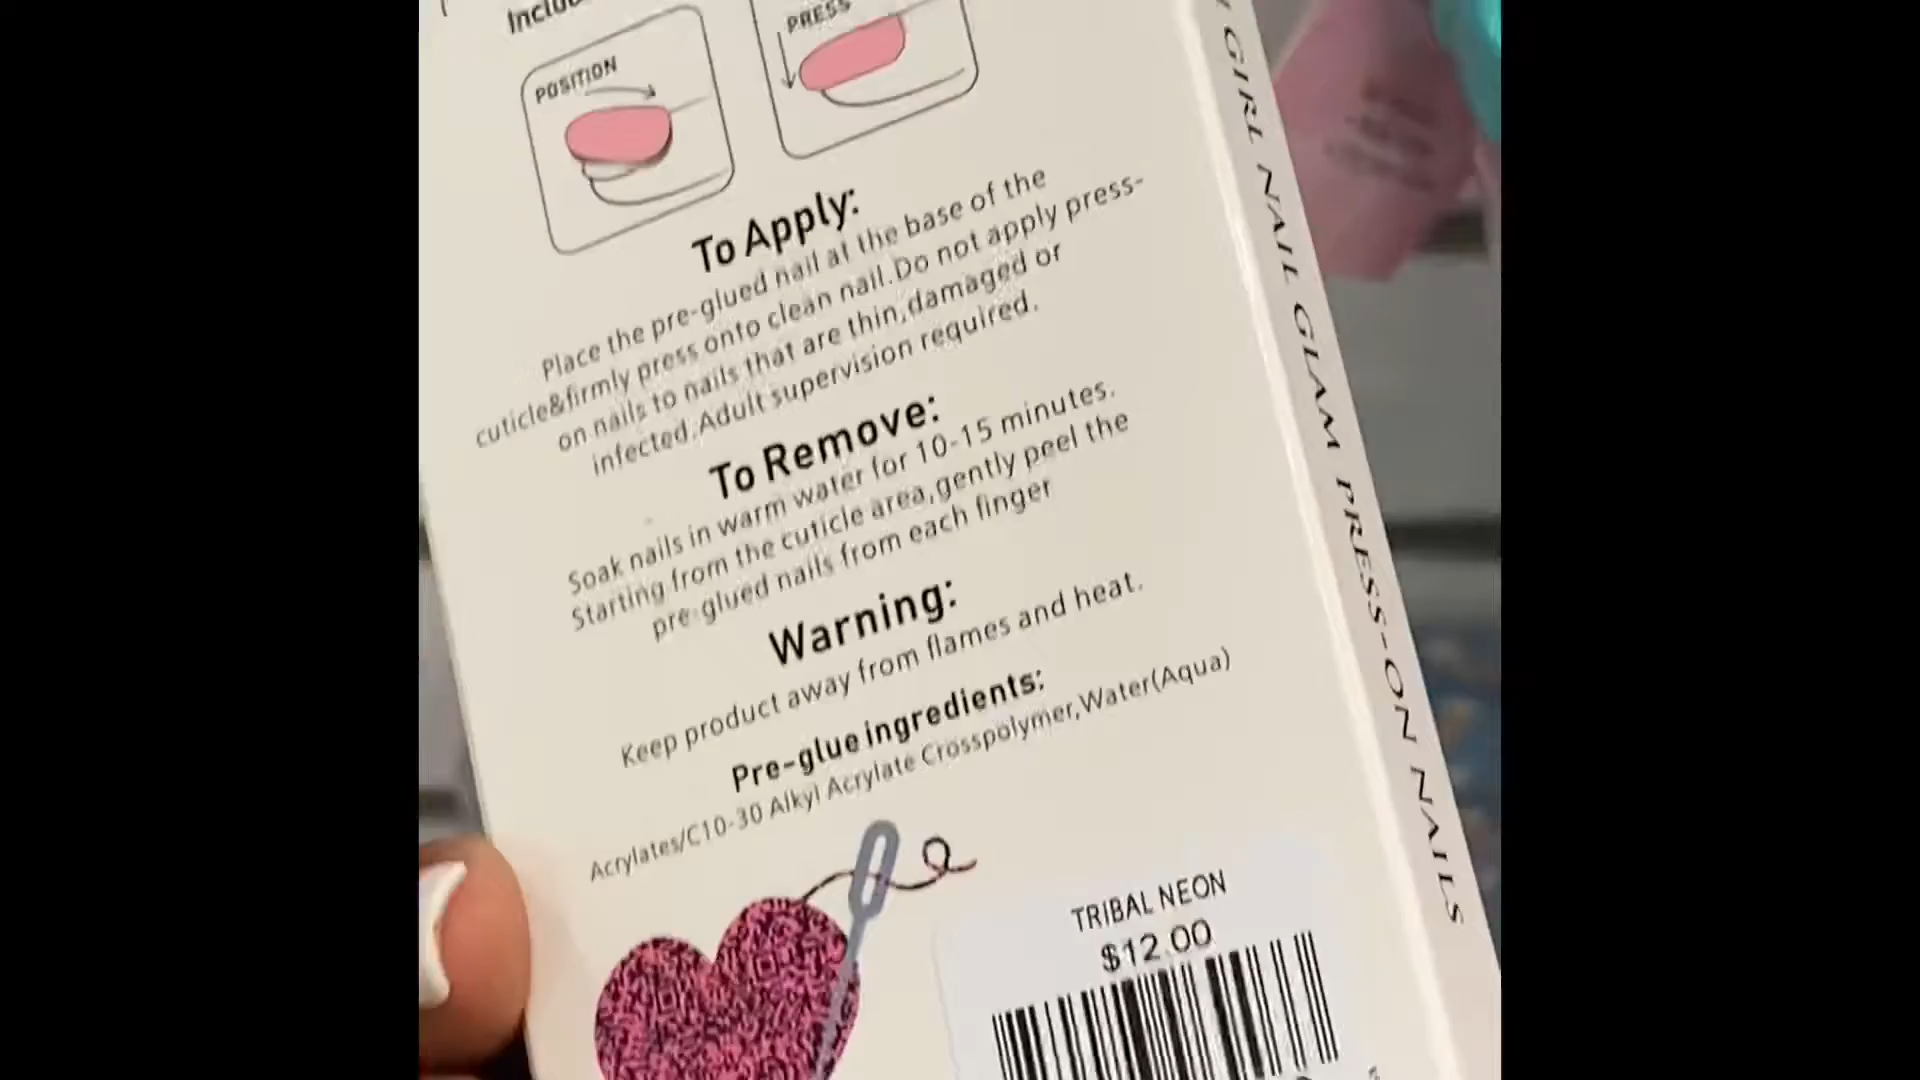 PRESS
POSITION
To Apply:
Place the pre-glued nail at the base of the
cuticle&firmly press onto clean nail.Do not apply press-
on nails to nails that are thin,damaged or
infected.Adult supervision required.
To Remove:
Soak nails in warm water for 10-15 minutes.
Starting from the cuticle area,gently peel the
pre-glued nails from each finger
Warning:
Keep product away from flames and heat.
Pre-glue ingredients:
Acrylates/C10-30 Alkyl Acrylate Crosspolymer,Water(Aqua)
TRIBAL NEON
$12.00
GIRL NAIL GLAM PRESS-ON NAILS